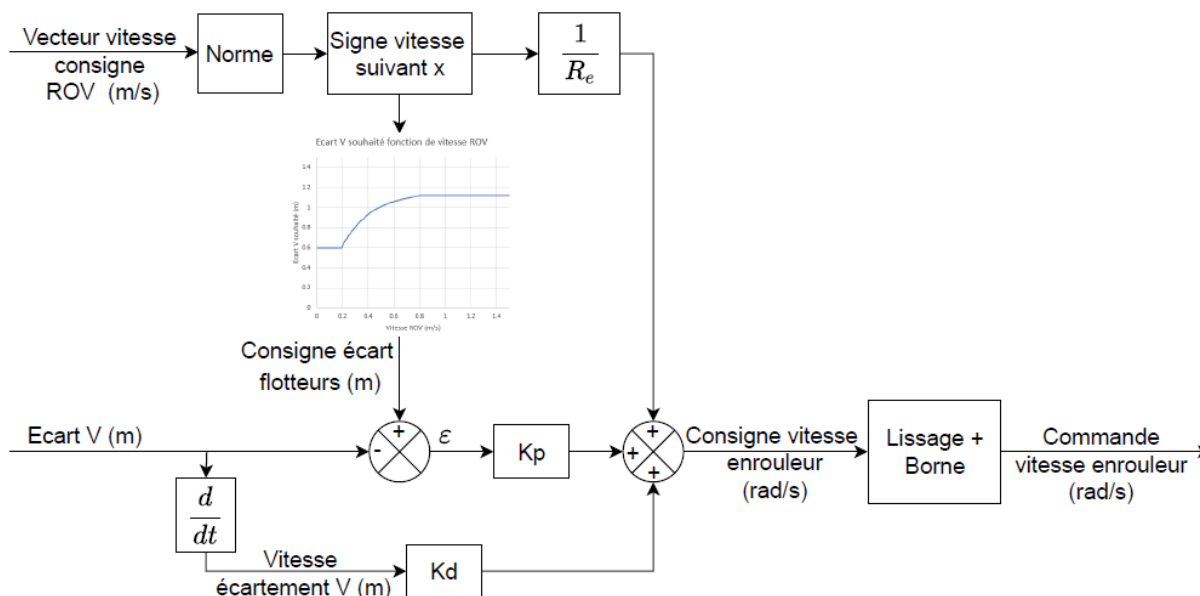 Vecteur vitesse
consigne
ROV (m/s)
Norme
Signe vitesse
suivant x
1
R_e
Ecart V souhaité fonction de vitesse ROV
Ecart V souhaité (m)
1.4
1.2
1
0.8
0.6
0.4
0.2
0
0 0.2 0.4 0.6 0.8 1 1.2 1.4
Vitesse ROV (m/s)
Consigne écart
flotteurs (m)
Ecart V (m)
+
-
ε
Kp
+
+
+
Consigne vitesse
enrouleur
(rad/s)
Lissage +
Borne
Commande
vitesse enrouleur
(rad/s)
d
dt
Vitesse
écartement V (m)
Kd